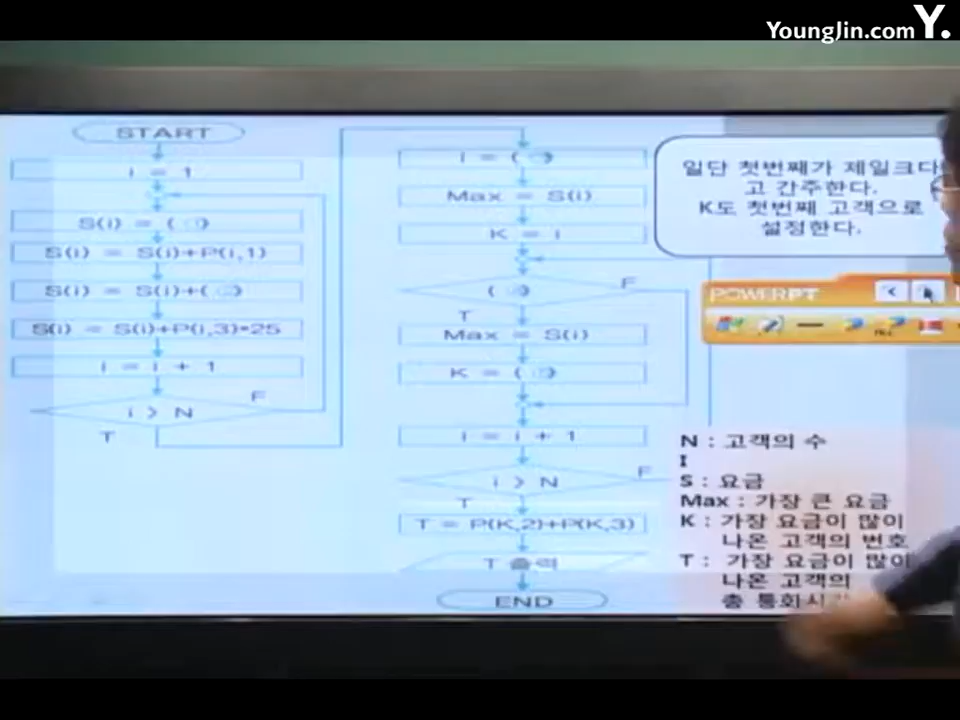 YoungJin.com Y.
START
i = 1
S(i) = ( )
S(i) = S(i)+P(i,1)
S(i) = S(i)+( )
S(i) = S(i)+P(i,3)*25
i = i + 1
i > N
F
T
i = ( )
Max = S(i)
K = i
( )
F
T
Max = S(i)
K = ( )
i = i + 1
i > N
F
T
T = P(K,2)+P(K,3)
T 출력
END
일단 첫번째가 제일크다
고 간주한다.
K도 첫번째 고객으로
설정한다.
POWERPT
N : 고객의 수
I
S : 요금
Max : 가장 큰 요금
K : 가장 요금이 많이
나온 고객의 번호
T : 가장 요금이 많이
나온 고객의
총 통화시간